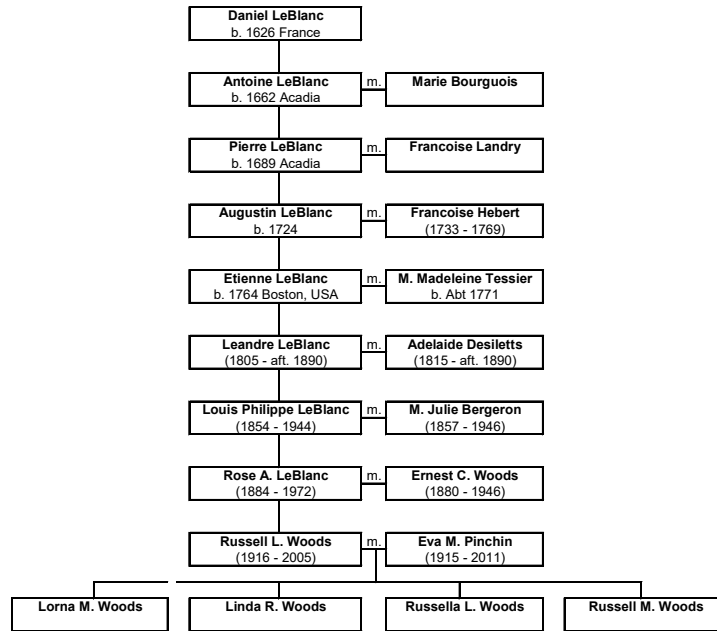 Daniel LeBlanc
b. 1626 France
Antoine LeBlanc
b. 1662 Acadia
m.
Marie Bourguois
Pierre LeBlanc
b. 1689 Acadia
m.
Francoise Landry
Augustin LeBlanc
b. 1724
m.
Francoise Hebert
(1733 - 1769)
Etienne LeBlanc
b. 1764 Boston, USA
m.
M. Madeleine Tessier
b. Abt 1771
Leandre LeBlanc
(1805 - aft. 1890)
m.
Adelaide Desiletts
(1815 - aft. 1890)
Louis Philippe LeBlanc
(1854 - 1944)
m.
M. Julie Bergeron
(1857 - 1946)
Rose A. LeBlanc
(1884 - 1972)
m.
Ernest C. Woods
(1880 - 1946)
Russell L. Woods
(1916 - 2005)
m.
Eva M. Pinchin
(1915 - 2011)
Lorna M. Woods
Linda R. Woods
Russella L. Woods
Russell M. Woods